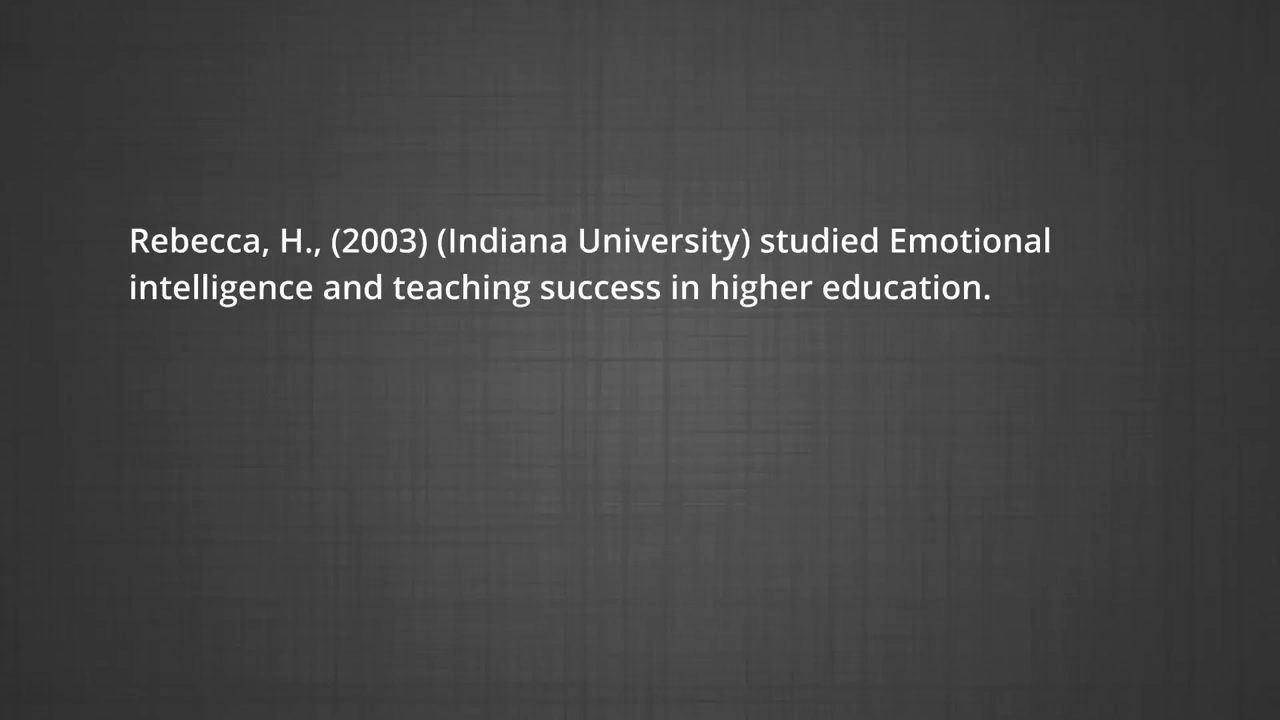 Rebecca, H., (2003) (Indiana University) studied Emotional
intelligence and teaching success in higher education.